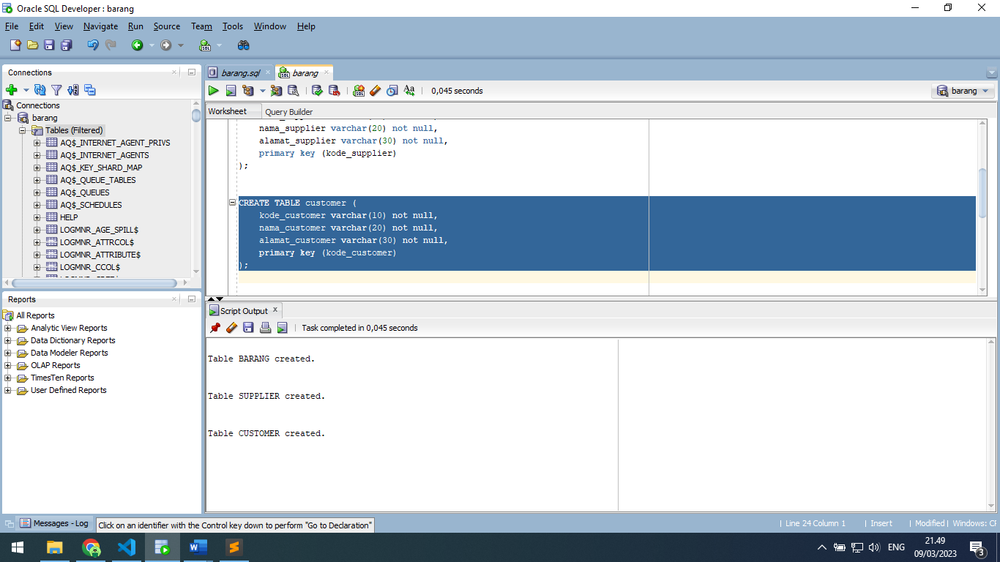 Oracle SQL Developer : barang
File Edit View Navigate Run Source Team Tools Window Help
Connections
Connections
barang
Tables (Filtered)
AQ$_INTERNET_AGENT_PRIVS
AQ$_INTERNET_AGENTS
AQ$_KEY_SHARD_MAP
AQ$_QUEUE_TABLES
AQ$_QUEUES
AQ$_SCHEDULES
HELP
LOGMNR_AGE_SPILL$
LOGMNR_ATTRCOL$
LOGMNR_ATTRIBUTE$
LOGMNR_CCOL$
Reports
All Reports
Analytic View Reports
Data Dictionary Reports
Data Modeler Reports
OLAP Reports
TimesTen Reports
User Defined Reports
barang.sql barang
0,045 seconds
barang
Worksheet Query Builder
nama_supplier varchar(20) not null,
alamat_supplier varchar(30) not null,
primary key (kode_supplier)
);
CREATE TABLE customer (
kode_customer varchar(10) not null,
nama_customer varchar(20) not null,
alamat_customer varchar(30) not null,
primary key (kode_customer)
);
Script Output
Task completed in 0,045 seconds
Table BARANG created.
Table SUPPLIER created.
Table CUSTOMER created.
Messages - Log
Click on an identifier with the Control key down to perform "Go to Declaration"
Line 24 Column 1 Insert Modified Windows: CF
ENG
21.49
09/03/2023
3